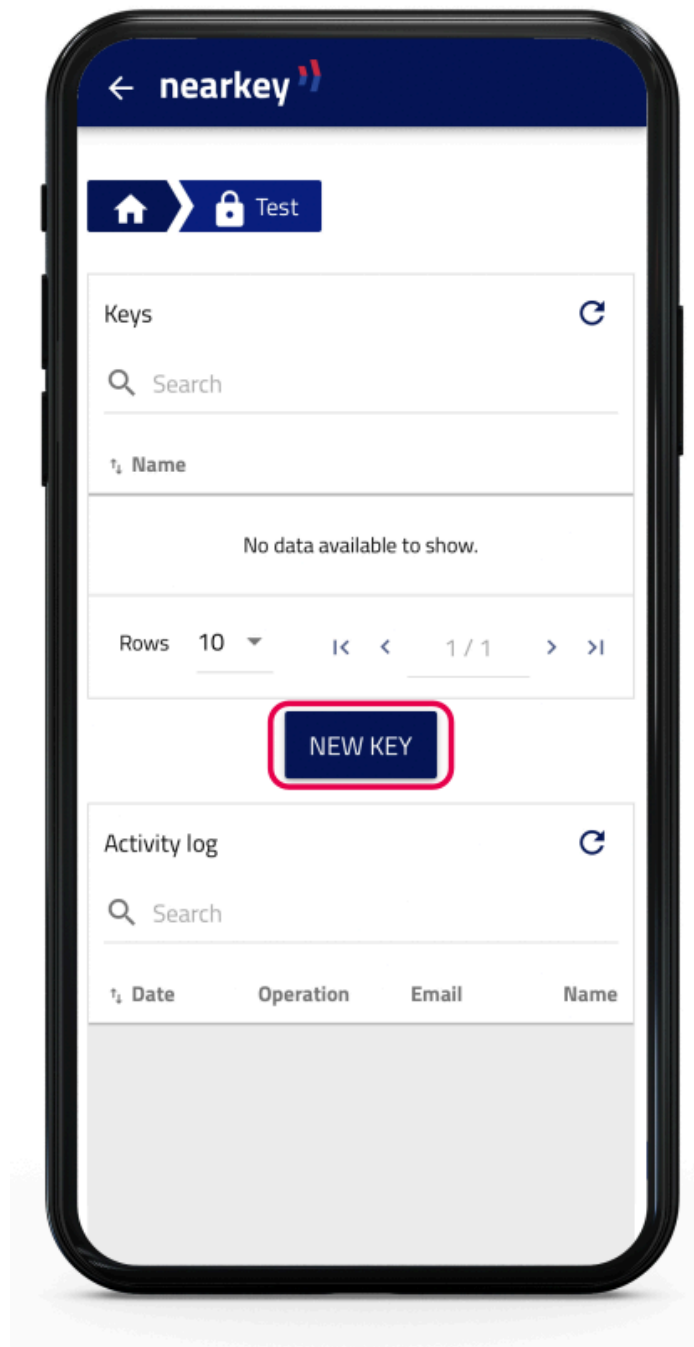 nearkey
Test
Keys
Search
Name
No data available to show.
Rows 10 1 / 1
NEW KEY
Activity log
Search
Date Operation Email Name